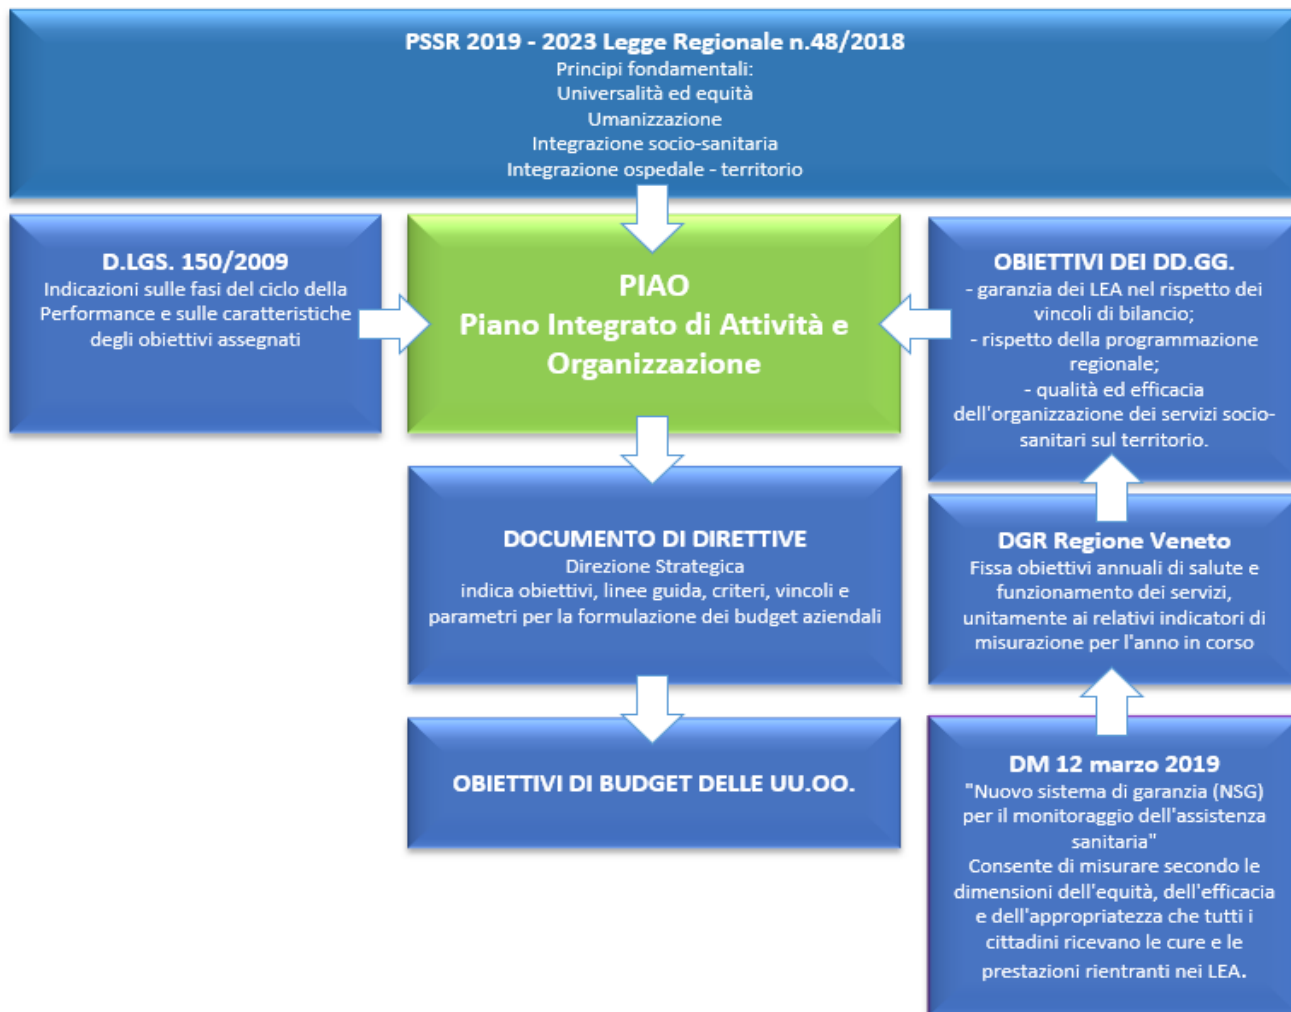 PSSR 2019 - 2023 Legge Regionale n.48/2018
Principi fondamentali:
Universalità ed equità
Umanizzazione
Integrazione socio-sanitaria
Integrazione ospedale - territorio
D.LGS. 150/2009
Indicazioni sulle fasi del ciclo della
Performance e sulle caratteristiche
degli obiettivi assegnati
PIAO
Piano Integrato di Attività e
Organizzazione
OBIETTIVI DEI DD.GG.
- garanzia dei LEA nel rispetto dei
vincoli di bilancio;
- rispetto della programmazione
regionale;
- qualità ed efficacia
dell'organizzazione dei servizi socio-
sanitari sul territorio.
DOCUMENTO DI DIRETTIVE
Direzione Strategica
indica obiettivi, linee guida, criteri, vincoli e
parametri per la formulazione dei budget aziendali
DGR Regione Veneto
Fissa obiettivi annuali di salute e
funzionamento dei servizi,
unitamente ai relativi indicatori di
misurazione per l'anno in corso
OBIETTIVI DI BUDGET DELLE UU.OO.
DM 12 marzo 2019
"Nuovo sistema di garanzia (NSG)
per il monitoraggio dell'assistenza
sanitaria"
Consente di misurare secondo le
dimensioni dell'equità, dell'efficacia
e dell'appropriatezza che tutti i
cittadini ricevano le cure e le
prestazioni rientranti nei LEA.